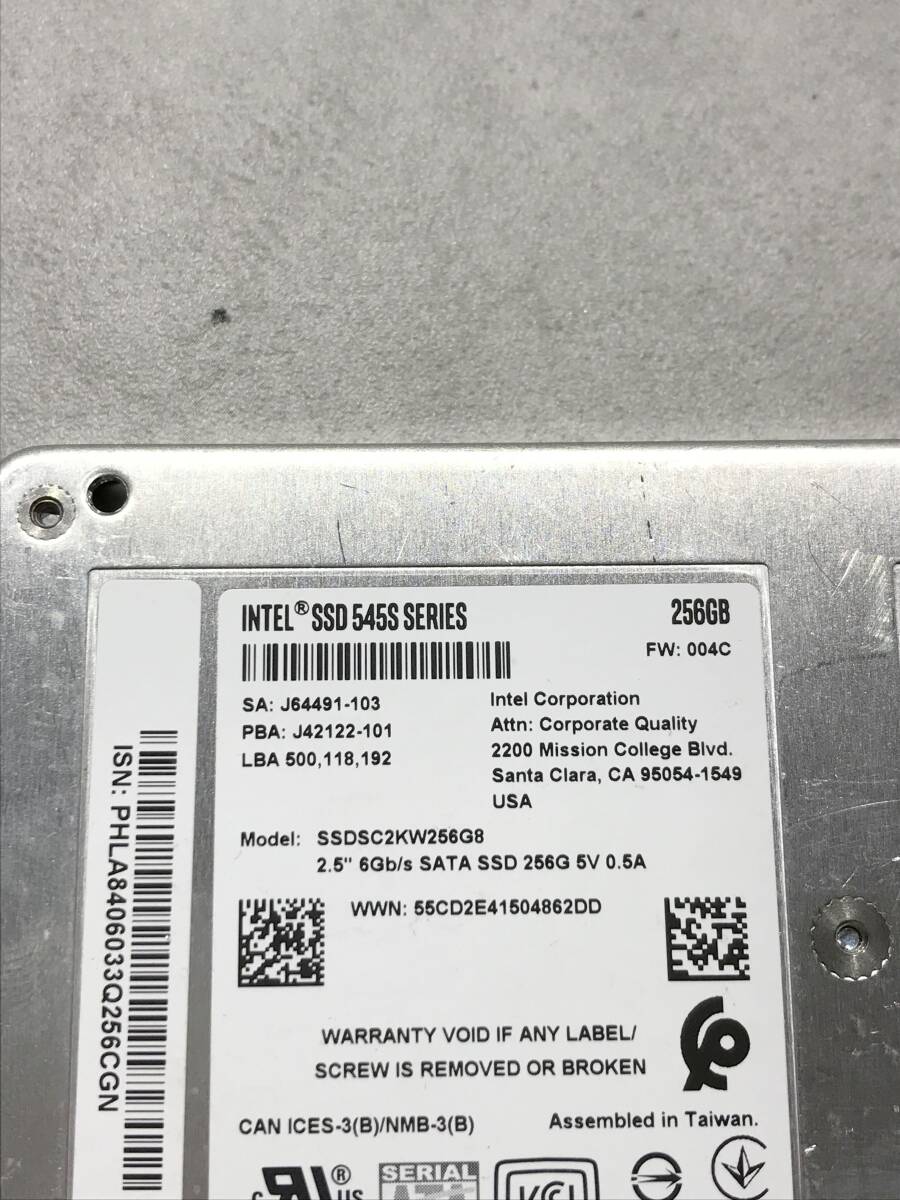 INTEL® SSD 545S SERIES
256GB
FW: 004C
SA: J64491-103
PBA: J42122-101
LBA 500,118,192
Intel Corporation
Attn: Corporate Quality
2200 Mission College Blvd.
Santa Clara, CA 95054-1549
USA
Model: SSDSC2KW256G8
2.5" 6Gb/s SATA SSD 256G 5V 0.5A
WWN: 55CD2E41504862DD
WARRANTY VOID IF ANY LABEL/
SCREW IS REMOVED OR BROKEN
CAN ICES-3(B)/NMB-3(B)
Assembled in Taiwan.
ISN: PHLA8406033Q256CGN
c ® US
SERIAL